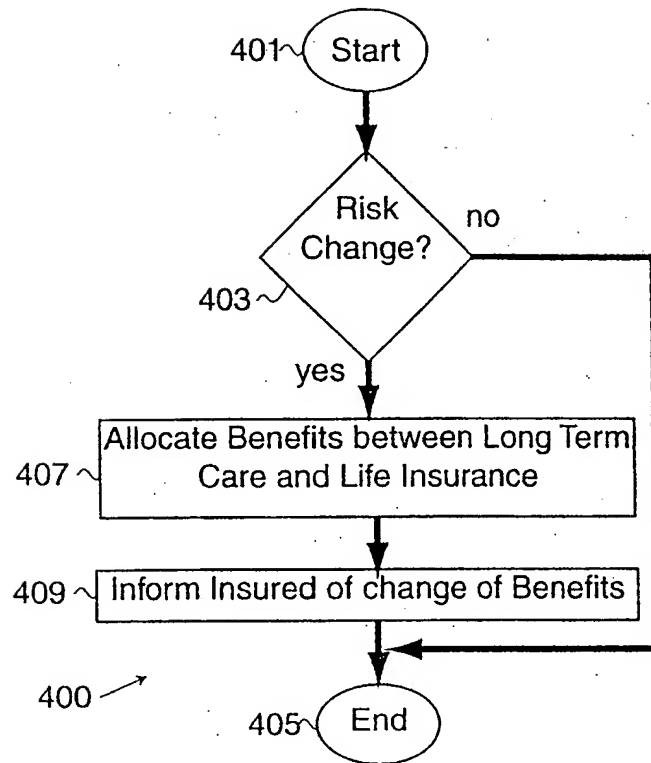 401 Start
Risk
Change?
no
403
yes
Allocate Benefits between Long Term
Care and Life Insurance
407
409 Inform Insured of change of Benefits
400
405 End